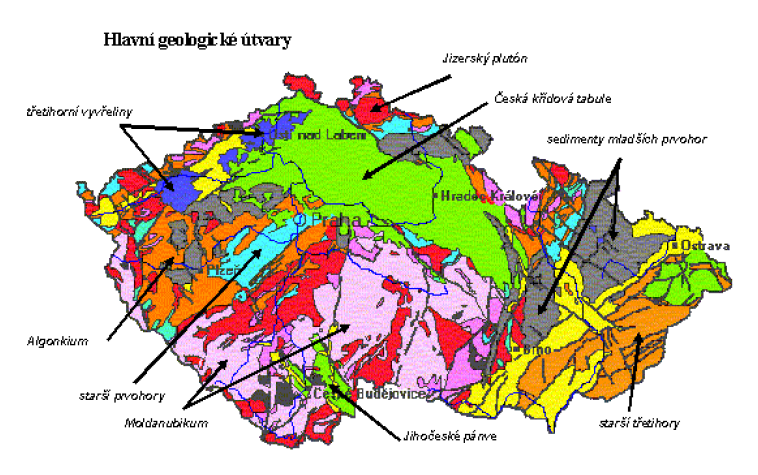 Hlavní geologické útvary
Jizerský plutón
Česká křídová tabule
třetihorní vyvřeliny
sedimenty mladších prvohor
nad Labem
Hradec Králové
Praha
Ostrava
Plzeň
Algonkium
Brno
starší prvohory
České Budějovice
Moldanubikum
Jihočeské pánve
starší třetihory